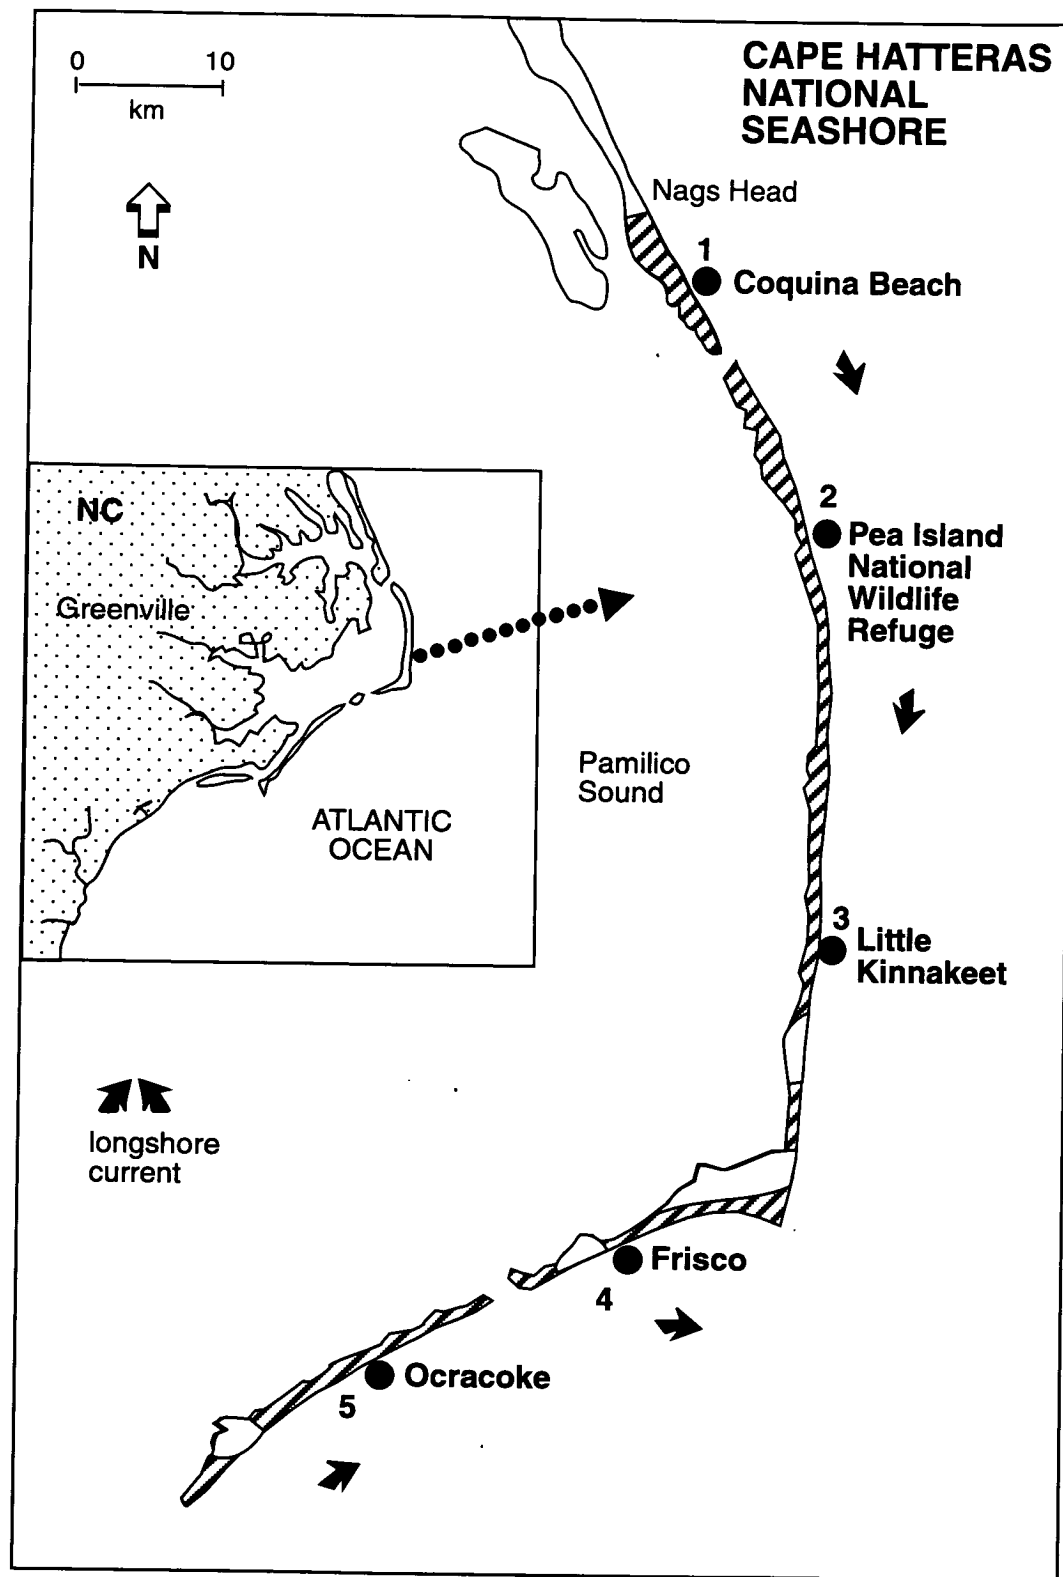 0 10
km
N
CAPE HATTERAS
NATIONAL
SEASHORE
Nags Head
1
Coquina Beach
2
Pea Island
National
Wildlife
Refuge
NC
Greenville
ATLANTIC
OCEAN
Pamilico
Sound
3
Little
Kinnakeet
longshore
current
Frisco
4
Ocracoke
5